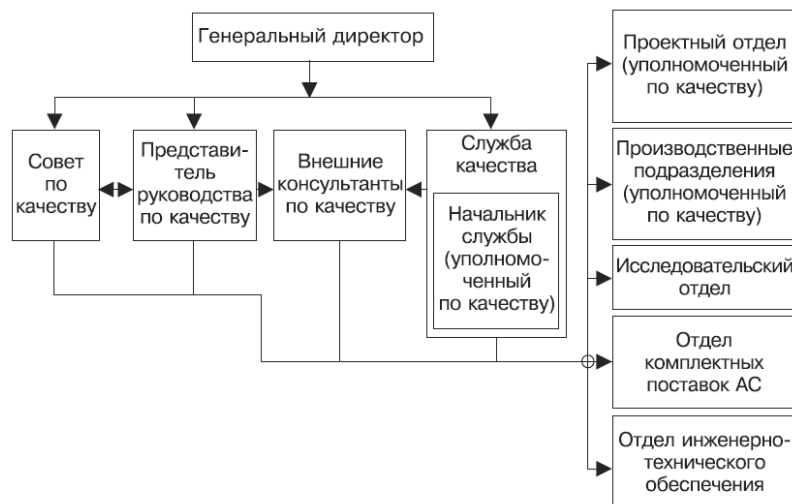 Генеральный директор
Совет
по
качеству
Представи-
тель
руководства
по качеству
Внешние
консультанты
по качеству
Служба
качества
Начальник
службы
(уполномо-
ченный
по качеству)
Проектный отдел
(уполномоченный
по качеству)
Производственные
подразделения
(уполномоченный
по качеству)
Исследовательский
отдел
Отдел
комплектных
поставок АС
Отдел инженерно-
технического
обеспечения